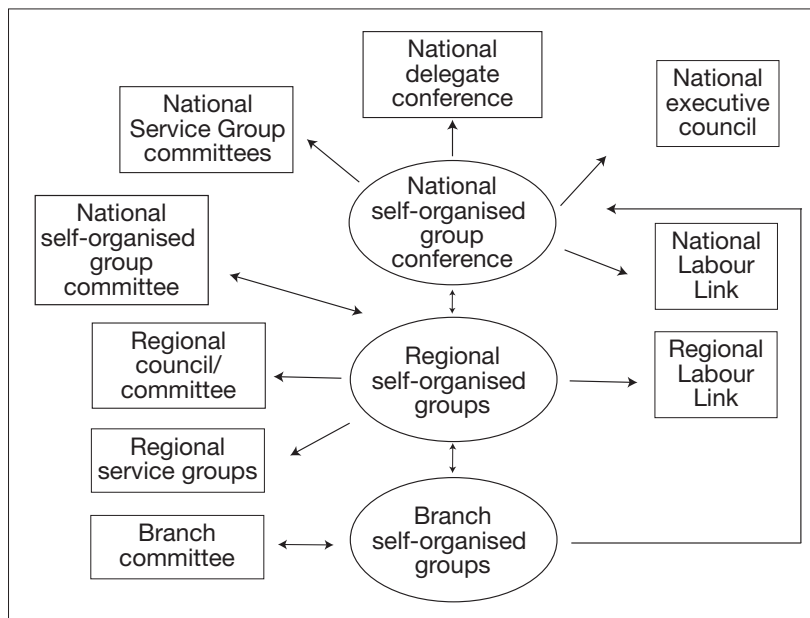 National
delegate
conference
National
executive
council
National
Service Group
committees
National
self-organised
group
conference
National
self-organised
group
committee
National
Labour
Link
Regional
council/
committee
Regional
self-organised
groups
Regional
Labour
Link
Regional
service groups
Branch
committee
Branch
self-organised
groups